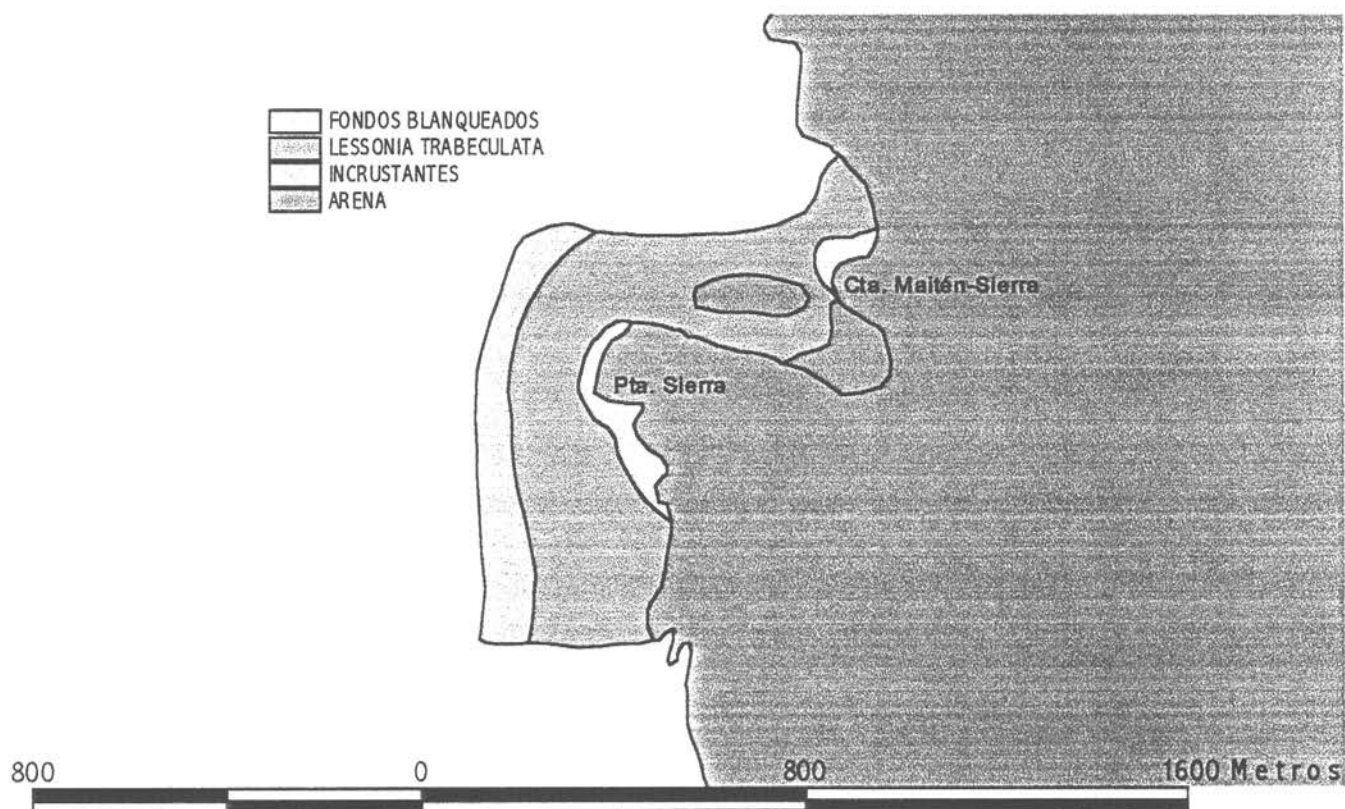 FONDOS BLANQUEADOS
LESSONIA TRABECULATA
INCRUSTANTES
ARENA
Cta. Maitén-Sierra
Pta. Sierra
800 0 800 1600 Metros